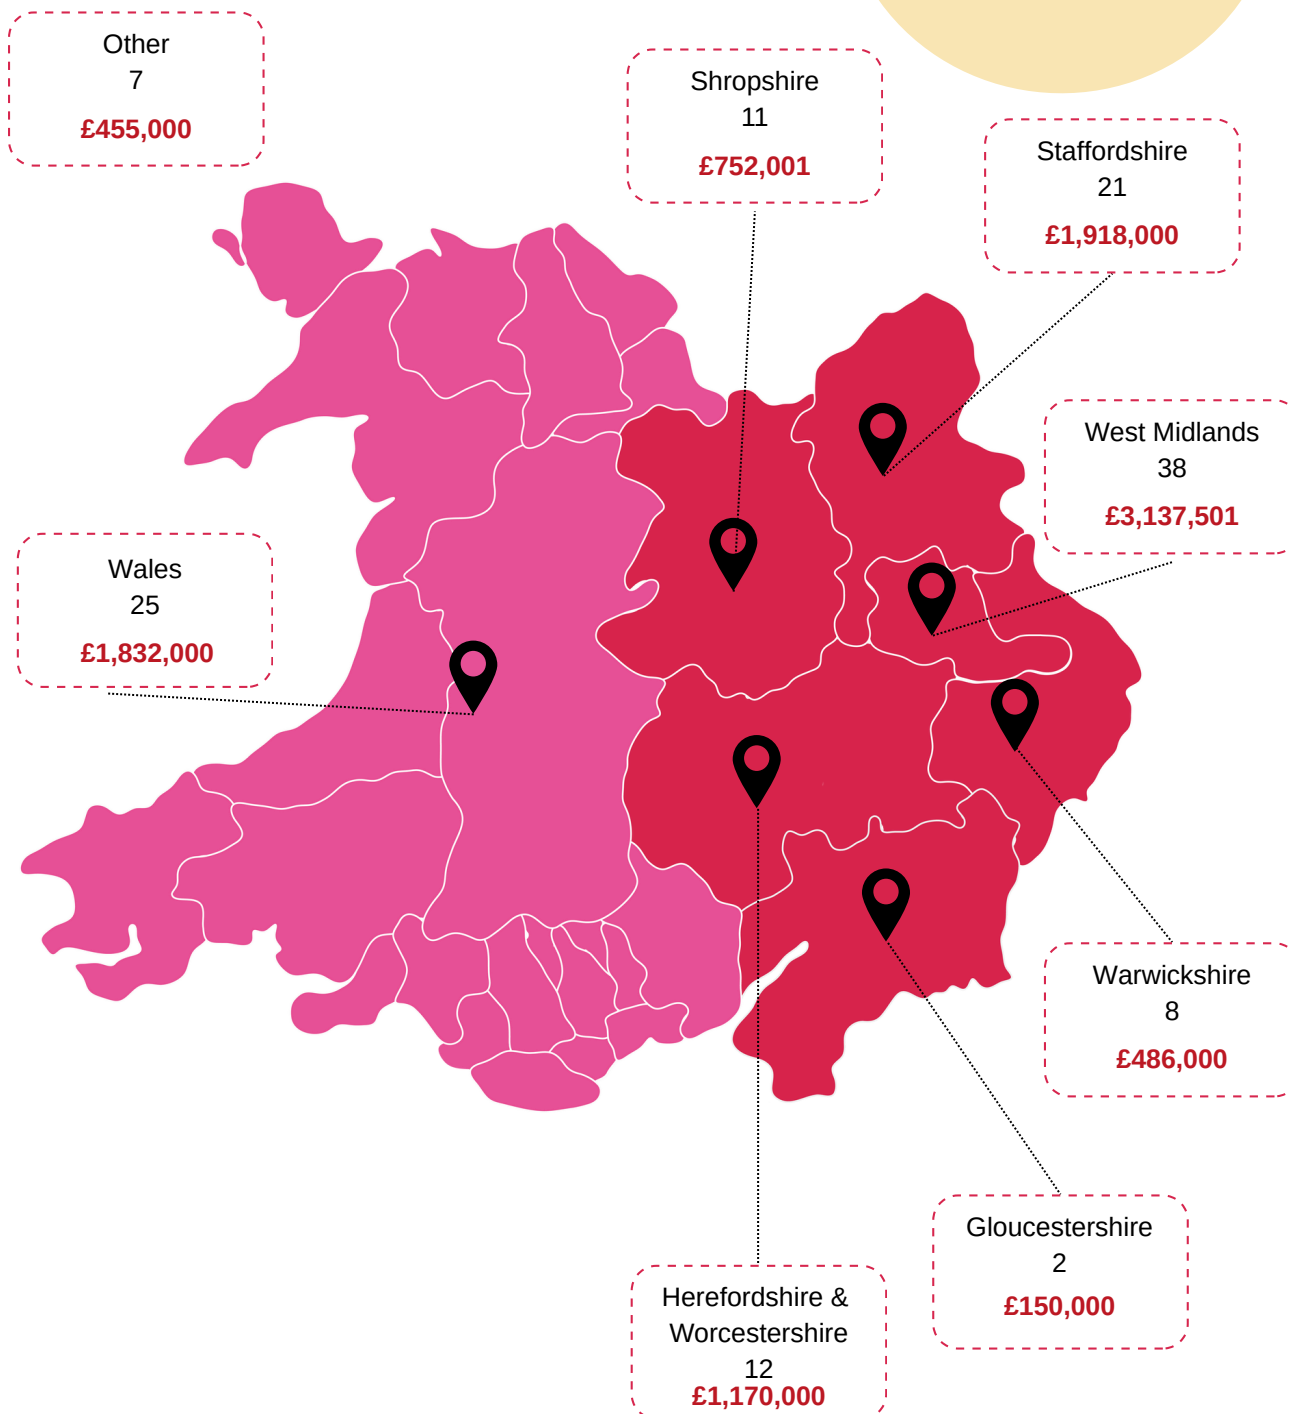 Other
7
£455,000
Shropshire
11
£752,001
Staffordshire
21
£1,918,000
West Midlands
38
£3,137,501
Wales
25
£1,832,000
Warwickshire
8
£486,000
Gloucestershire
2
£150,000
Herefordshire &
Worcestershire
12
£1,170,000